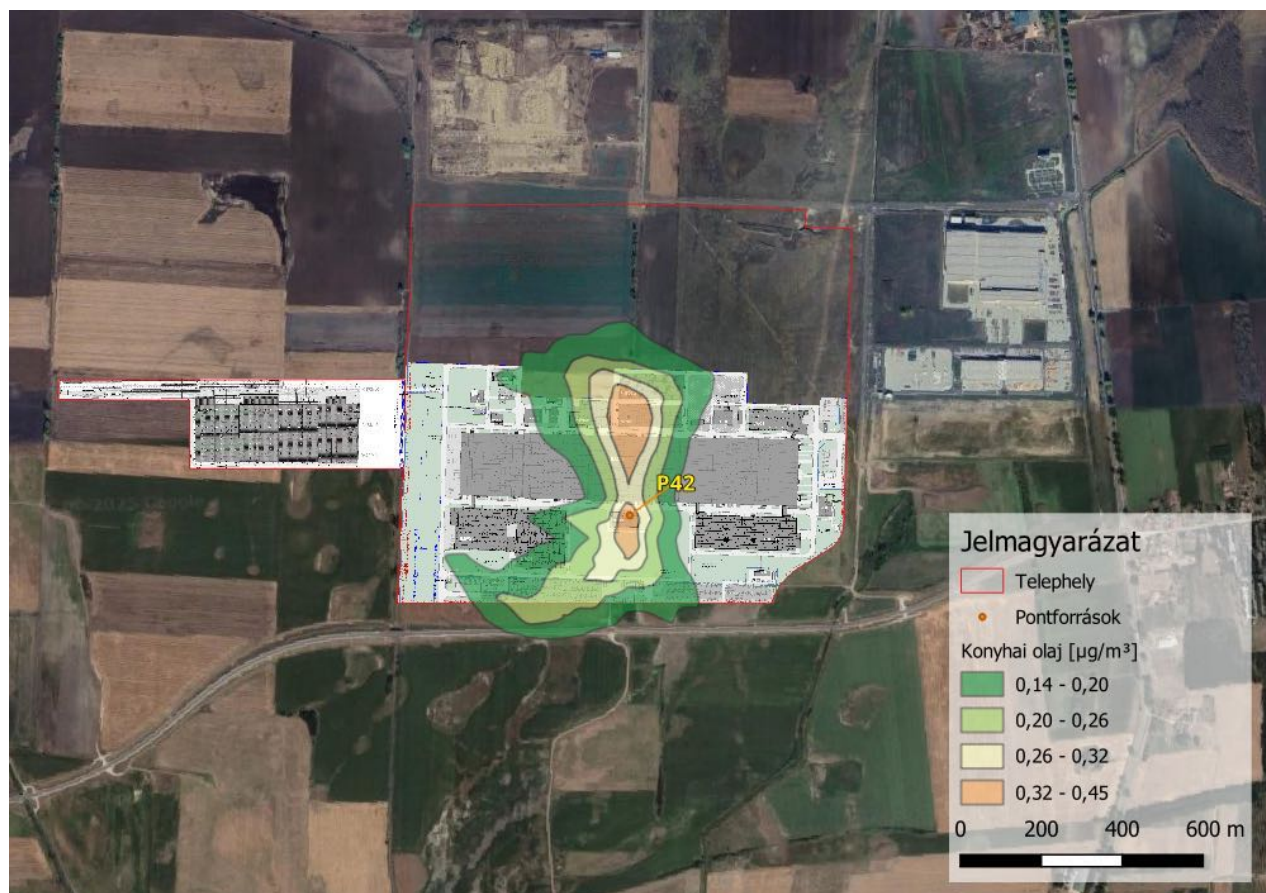 P42
Jelmagyarázat
Telephely
Pontforrások
Konyhai olaj [µg/m³]
0,14 - 0,20
0,20 - 0,26
0,26 - 0,32
0,32 - 0,45
0 200 400 600 m